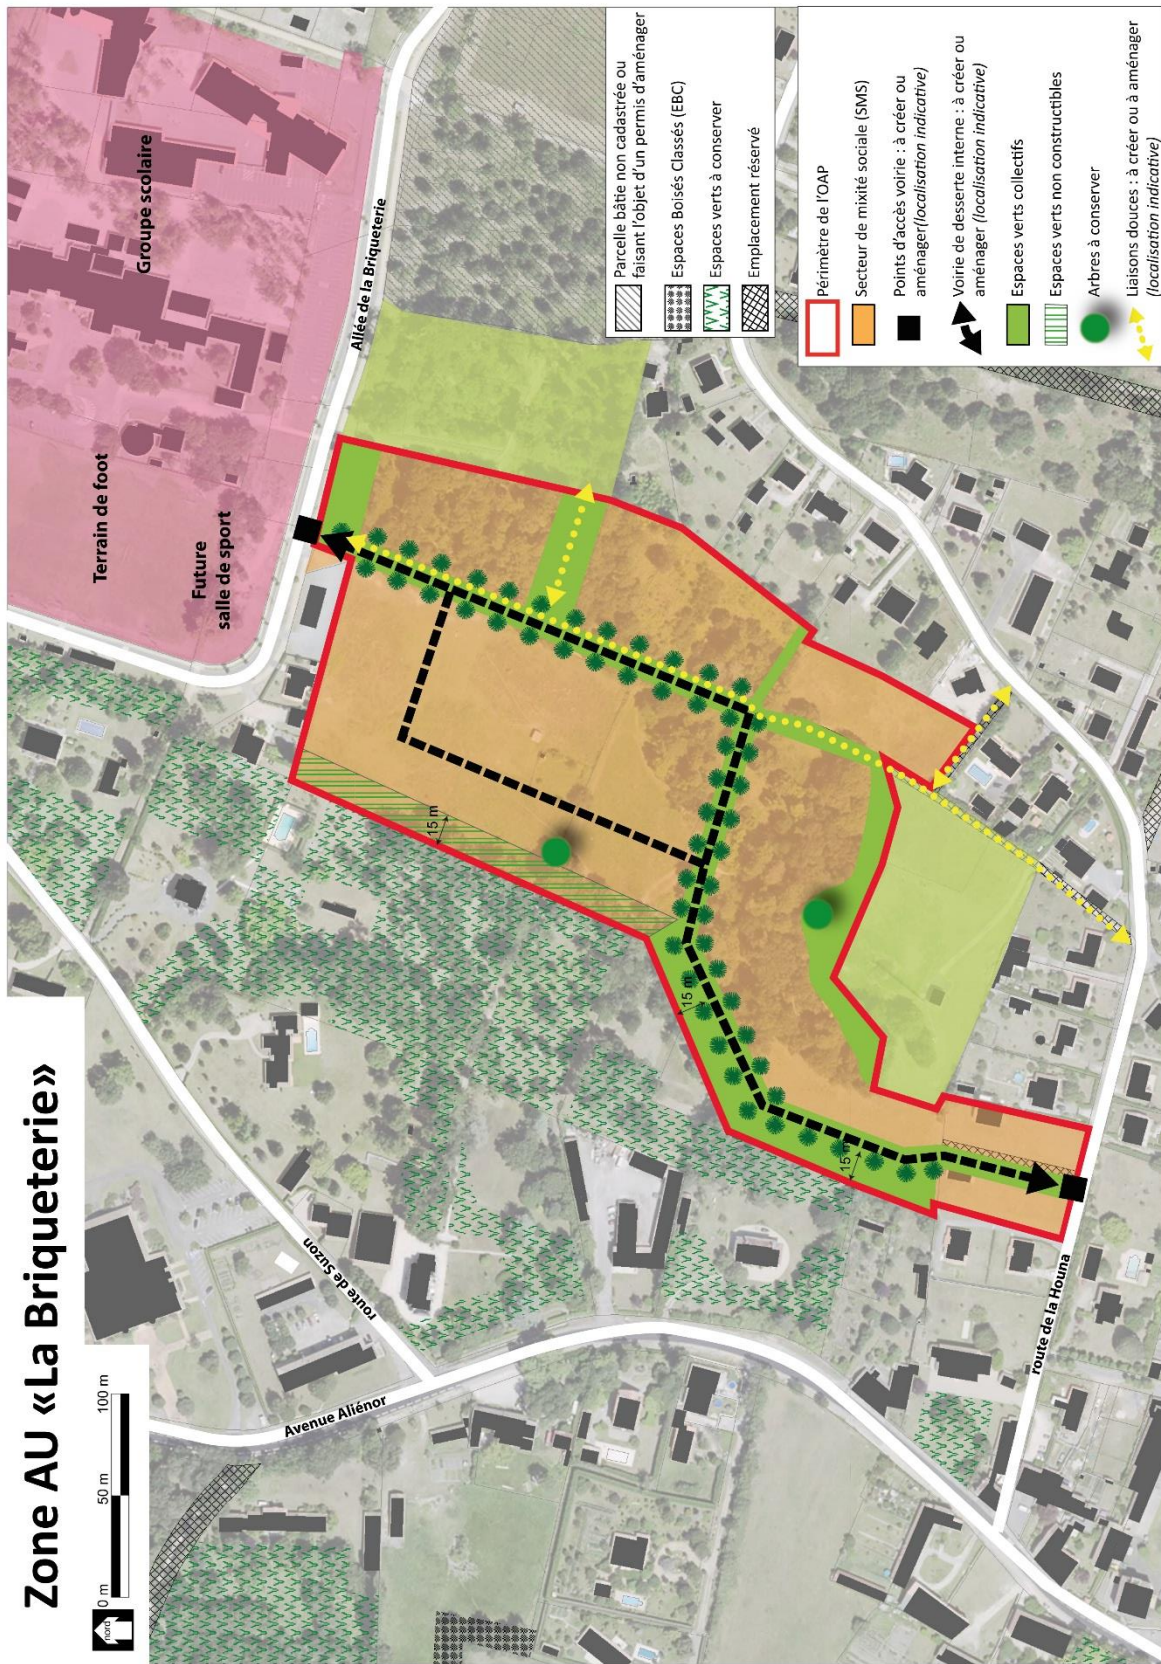 Zone AU «La Briqueterie»
nord
0 m
50 m
100 m
Avenue Aliénor
route de Suzon
route de la Houna
Allée de la Briqueterie
Terrain de foot
Future
salle de sport
Groupe scolaire
15 m
15 m
15 m
Parcelle bâtie non cadastrée ou
faisant l'objet d'un permis d'aménager
Espaces Boisés Classés (EBC)
Espaces verts à conserver
Emplacement réservé
Périmètre de l'OAP
Secteur de mixité sociale (SMS)
Points d'accès voirie : à créer ou
aménager(localisation indicative)
Voirie de desserte interne : à créer ou
aménager (localisation indicative)
Espaces verts collectifs
Espaces verts non constructibles
Arbres à conserver
Liaisons douces : à créer ou à aménager
(localisation indicative)